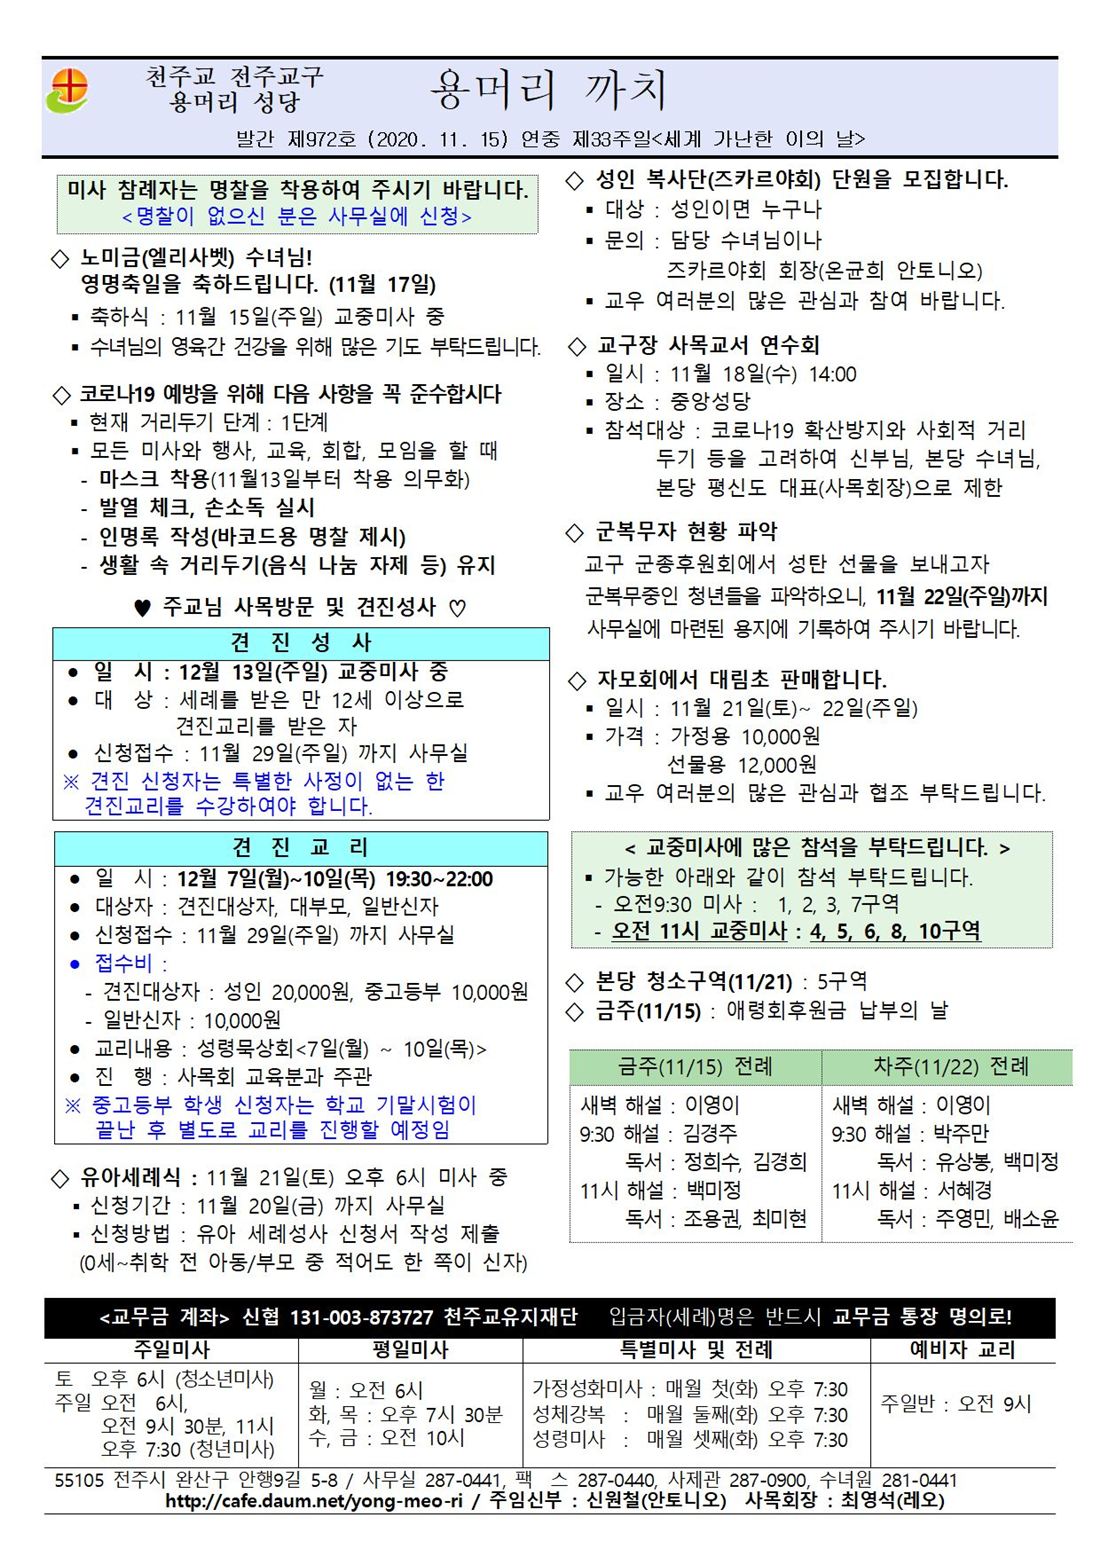 천주교 전주교구
용머리 성당
용머리 까치
발간 제972호 (2020. 11. 15) 연중 제33주일<세계 가난한 이의 날>
미사 참례자는 명찰을 착용하여 주시기 바랍니다.
<명찰이 없으신 분은 사무실에 신청>
◇ 노미금(엘리사벳) 수녀님!
영명축일을 축하드립니다. (11월 17일)
▪ 축하식 : 11월 15일(주일) 교중미사 중
▪ 수녀님의 영육간 건강을 위해 많은 기도 부탁드립니다.
◇ 코로나19 예방을 위해 다음 사항을 꼭 준수합시다
▪ 현재 거리두기 단계 : 1단계
▪ 모든 미사와 행사, 교육, 회합, 모임을 할 때
- 마스크 착용(11월13일부터 착용 의무화)
- 발열 체크, 손소독 실시
- 인명록 작성(바코드용 명찰 제시)
- 생활 속 거리두기(음식 나눔 자제 등) 유지
♥ 주교님 사목방문 및 견진성사 ♡
견 진 성 사
● 일 시 : 12월 13일(주일) 교중미사 중
● 대 상 : 세례를 받은 만 12세 이상으로
견진교리를 받은 자
● 신청접수 : 11월 29일(주일) 까지 사무실
※ 견진 신청자는 특별한 사정이 없는 한
견진교리를 수강하여야 합니다.
견 진 교 리
● 일 시 : 12월 7일(월)~10일(목) 19:30~22:00
● 대상자 : 견진대상자, 대부모, 일반신자
● 신청접수 : 11월 29일(주일) 까지 사무실
● 접수비 :
- 견진대상자 : 성인 20,000원, 중고등부 10,000원
- 일반신자 : 10,000원
● 교리내용 : 성령묵상회<7일(월) ~ 10일(목)>
● 진 행 : 사목회 교육분과 주관
※ 중고등부 학생 신청자는 학교 기말시험이
끝난 후 별도로 교리를 진행할 예정임
◇ 유아세례식 : 11월 21일(토) 오후 6시 미사 중
▪ 신청기간 : 11월 20일(금) 까지 사무실
▪ 신청방법 : 유아 세례성사 신청서 작성 제출
(0세~취학 전 아동/부모 중 적어도 한 쪽이 신자)
◇ 성인 복사단(즈카르야회) 단원을 모집합니다.
▪ 대상 : 성인이면 누구나
▪ 문의 : 담당 수녀님이나
즈카르야회 회장(온균희 안토니오)
▪ 교우 여러분의 많은 관심과 참여 바랍니다.
◇ 교구장 사목교서 연수회
▪ 일시 : 11월 18일(수) 14:00
▪ 장소 : 중앙성당
▪ 참석대상 : 코로나19 확산방지와 사회적 거리
두기 등을 고려하여 신부님, 본당 수녀님,
본당 평신도 대표(사목회장)으로 제한
◇ 군복무자 현황 파악
교구 군종후원회에서 성탄 선물을 보내고자
군복무중인 청년들을 파악하오니, 11월 22일(주일)까지
사무실에 마련된 용지에 기록하여 주시기 바랍니다.
◇ 자모회에서 대림초 판매합니다.
▪ 일시 : 11월 21일(토)~ 22일(주일)
▪ 가격 : 가정용 10,000원
선물용 12,000원
▪ 교우 여러분의 많은 관심과 협조 부탁드립니다.
< 교중미사에 많은 참석을 부탁드립니다. >
▪ 가능한 아래와 같이 참석 부탁드립니다.
- 오전9:30 미사 : 1, 2, 3, 7구역
- 오전 11시 교중미사 : 4, 5, 6, 8, 10구역
◇ 본당 청소구역(11/21) : 5구역
◇ 금주(11/15) : 애령회후원금 납부의 날
금주(11/15) 전례 차주(11/22) 전례
새벽 해설 : 이영이 새벽 해설 : 이영이
9:30 해설 : 김경주 9:30 해설 : 박주만
독서 : 정희수, 김경희 독서 : 유상봉, 백미정
11시 해설 : 백미정 11시 해설 : 서혜경
독서 : 조용권, 최미현 독서 : 주영민, 배소윤
<교무금 계좌> 신협 131-003-873727 천주교유지재단 입금자(세례)명은 반드시 교무금 통장 명의로!
주일미사 평일미사 특별미사 및 전례 예비자 교리
토 오후 6시 (청소년미사)
주일 오전 6시,
오전 9시 30분, 11시
오후 7:30 (청년미사)
월 : 오전 6시
화, 목 : 오후 7시 30분
수, 금 : 오전 10시
가정성화미사 : 매월 첫(화) 오후 7:30
성체강복 : 매월 둘째(화) 오후 7:30
성령미사 : 매월 셋째(화) 오후 7:30
주일반 : 오전 9시
55105 전주시 완산구 안행9길 5-8 / 사무실 287-0441, 팩 스 287-0440, 사제관 287-0900, 수녀원 281-0441
http://cafe.daum.net/yong-meo-ri / 주임신부 : 신원철(안토니오) 사목회장 : 최영석(레오)